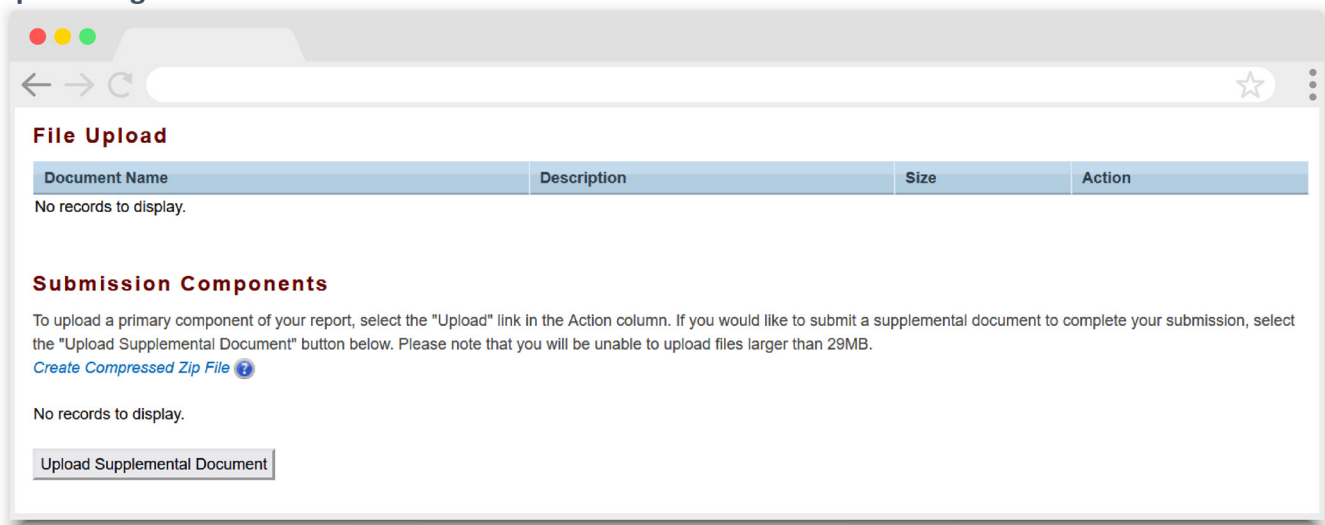 File Upload
Document Name Description Size Action
No records to display.
Submission Components
To upload a primary component of your report, select the "Upload" link in the Action column. If you would like to submit a supplemental document to complete your submission, select
the "Upload Supplemental Document" button below. Please note that you will be unable to upload files larger than 29MB.
Create Compressed Zip File ?
No records to display.
Upload Supplemental Document